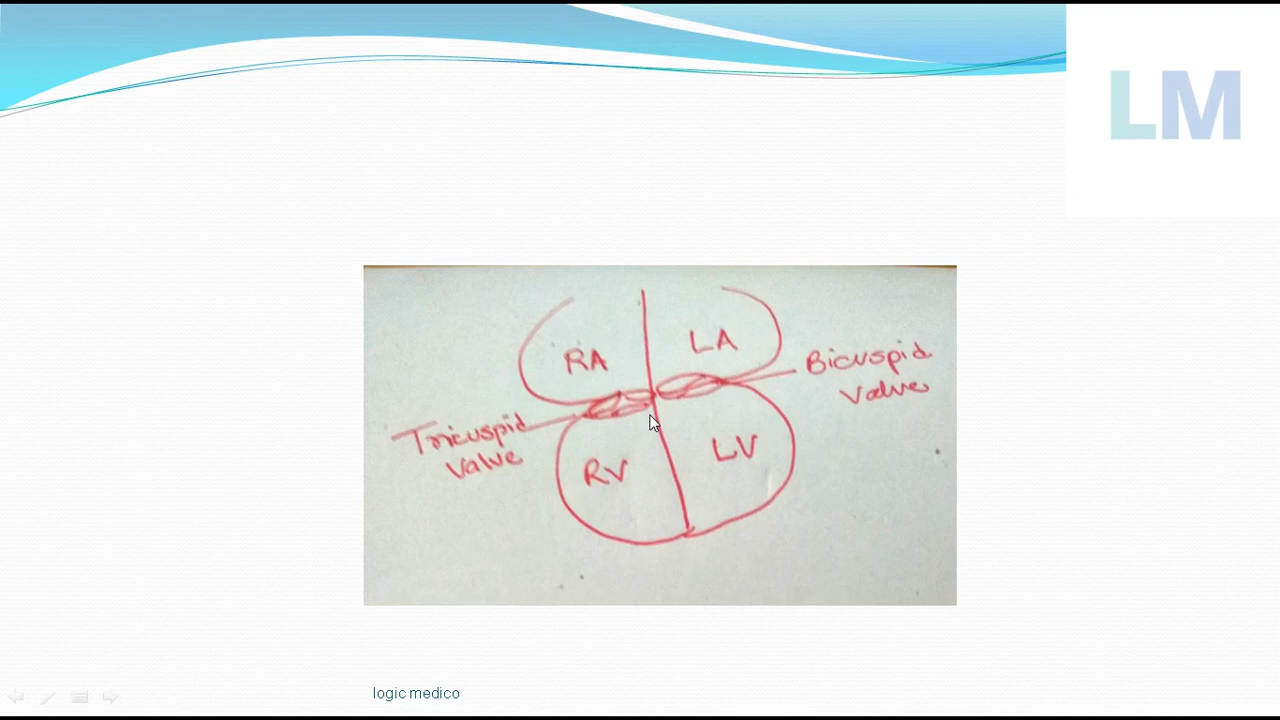 LM
RA
LA
Bicuspid
Valve
Tricuspid
Valve
RV
LV
logic medico